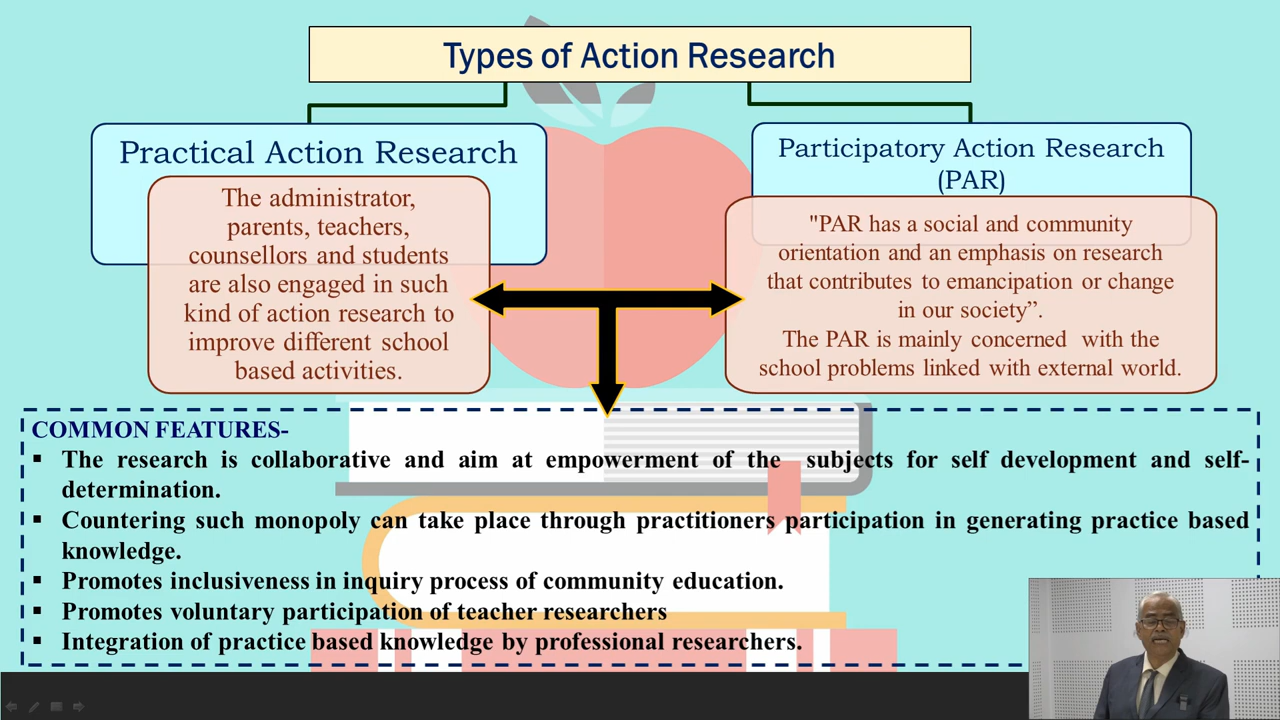 Types of Action Research
Practical Action Research
The administrator,
parents, teachers,
counsellors and students
are also engaged in such
kind of action research to
improve different school
based activities.
Participatory Action Research
(PAR)
"PAR has a social and community
orientation and an emphasis on research
that contributes to emancipation or change
in our society”.
The PAR is mainly concerned with the
school problems linked with external world.
COMMON FEATURES-
▪ The research is collaborative and aim at empowerment of the subjects for self development and self-
determination.
▪ Countering such monopoly can take place through practitioners participation in generating practice based
knowledge.
▪ Promotes inclusiveness in inquiry process of community education.
▪ Promotes voluntary participation of teacher researchers
▪ Integration of practice based knowledge by professional researchers.